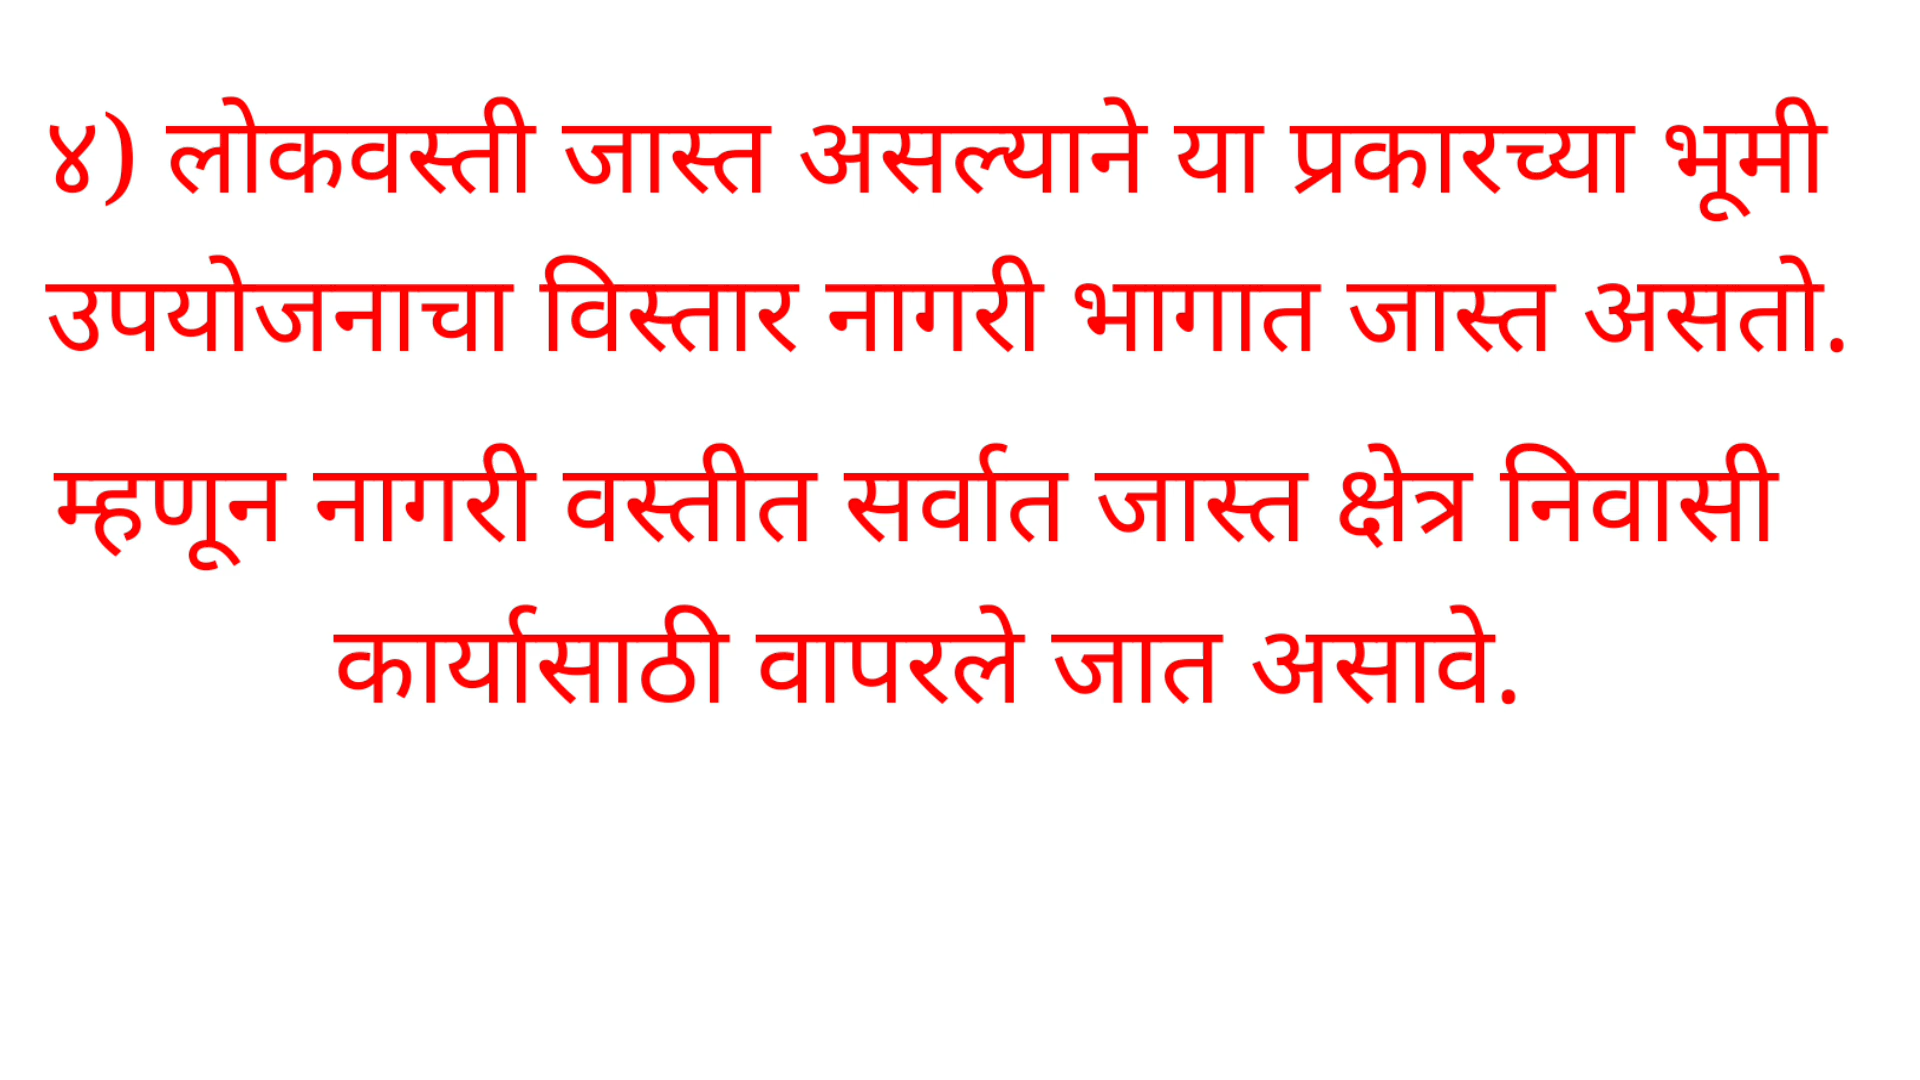 ४) लोकवस्ती जास्त असल्याने या प्रकारच्या भूमी
उपयोजनाचा विस्तार नागरी भागात जास्त असतो.
म्हणून नागरी वस्तीत सर्वात जास्त क्षेत्र निवासी
कार्यासाठी वापरले जात असावे.